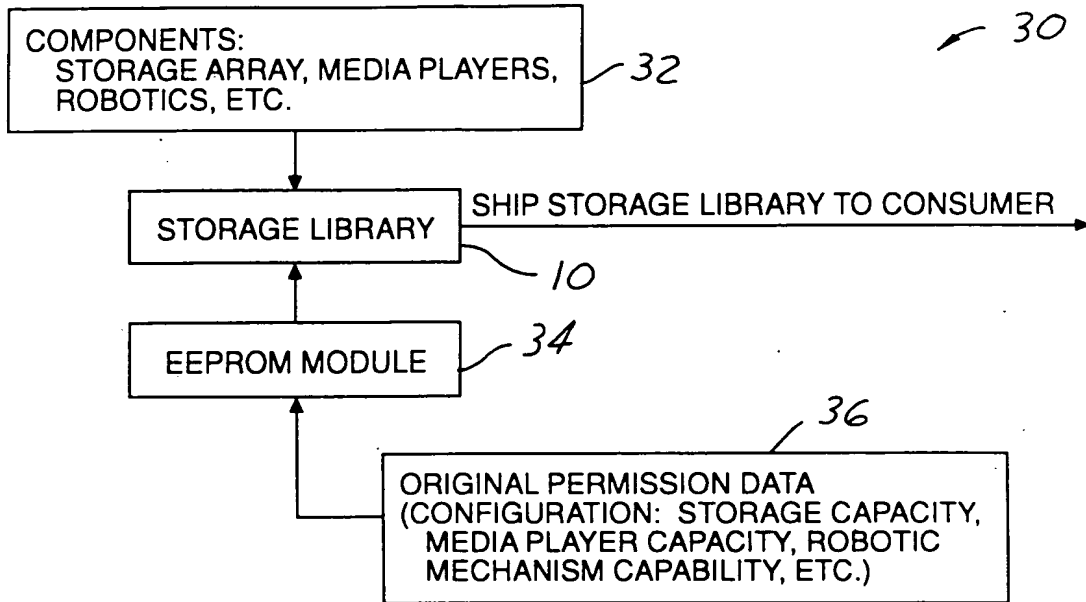 30
COMPONENTS:
STORAGE ARRAY, MEDIA PLAYERS,
ROBOTICS, ETC.
32
STORAGE LIBRARY
SHIP STORAGE LIBRARY TO CONSUMER
10
EEPROM MODULE
34
36
ORIGINAL PERMISSION DATA
(CONFIGURATION: STORAGE CAPACITY,
MEDIA PLAYER CAPACITY, ROBOTIC
MECHANISM CAPABILITY, ETC.)